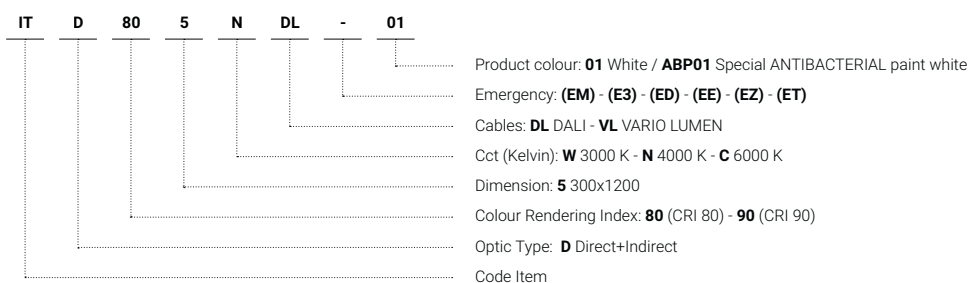 IT D 80 5 N DL - 01
Product colour: 01 White / ABP01 Special ANTIBACTERIAL paint white
Emergency: (EM) - (E3) - (ED) - (EE) - (EZ) - (ET)
Cables: DL DALI - VL VARIO LUMEN
Cct (Kelvin): W 3000 K - N 4000 K - C 6000 K
Dimension: 5 300x1200
Colour Rendering Index: 80 (CRI 80) - 90 (CRI 90)
Optic Type: D Direct+Indirect
Code Item